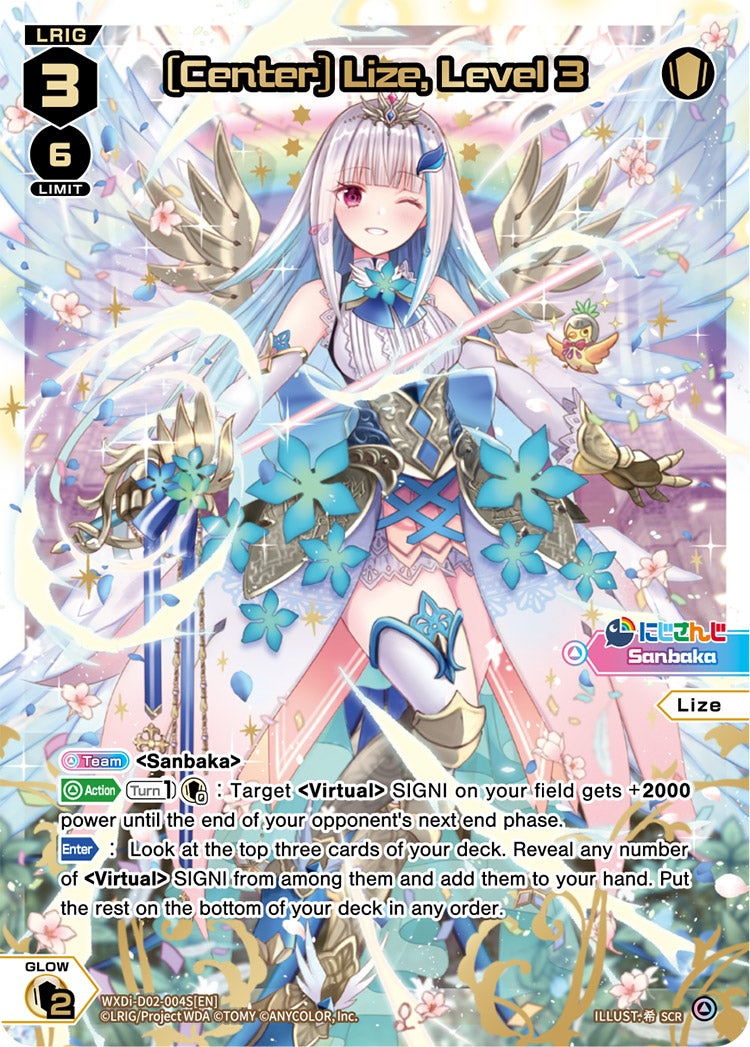 LRIG
3
6
LIMIT
[Center] Lize, Level 3
にじさんじ
Sanbaka
Lize
Team <Sanbaka>
Action Turn 1 0 : Target <Virtual> SIGNI on your field gets +2000
power until the end of your opponent's next end phase.
Enter : Look at the top three cards of your deck. Reveal any number
of <Virtual> SIGNI from among them and add them to your hand. Put
the rest on the bottom of your deck in any order.
GLOW
2
WXDi-D02-004S[EN]
©LRIG/Project WDA ©TOMY ©ANYCOLOR, Inc.
ILLUST. 希 SCR